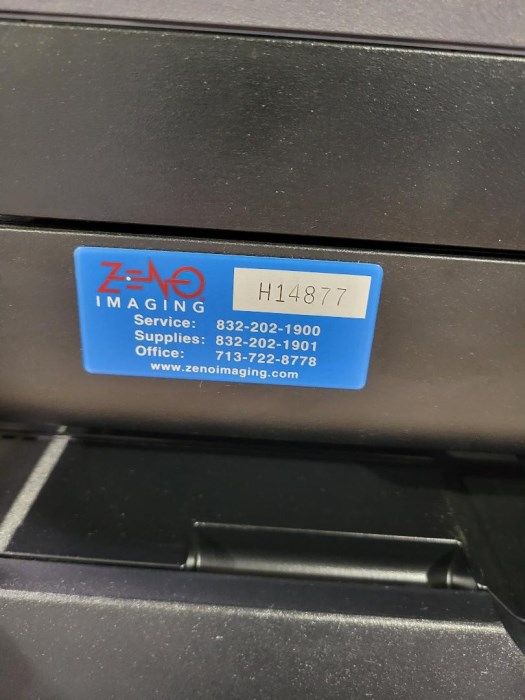 ZENO
IMAGING
H14877
Service: 832-202-1900
Supplies: 832-202-1901
Office: 713-722-8778
www.zenoimaging.com